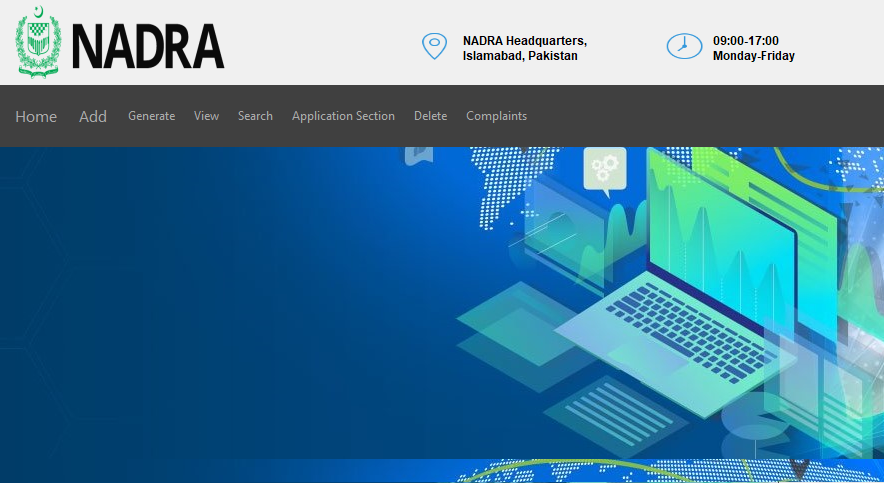 NADRA
NADRA Headquarters,
Islamabad, Pakistan
09:00-17:00
Monday-Friday
Home Add Generate View Search Application Section Delete Complaints